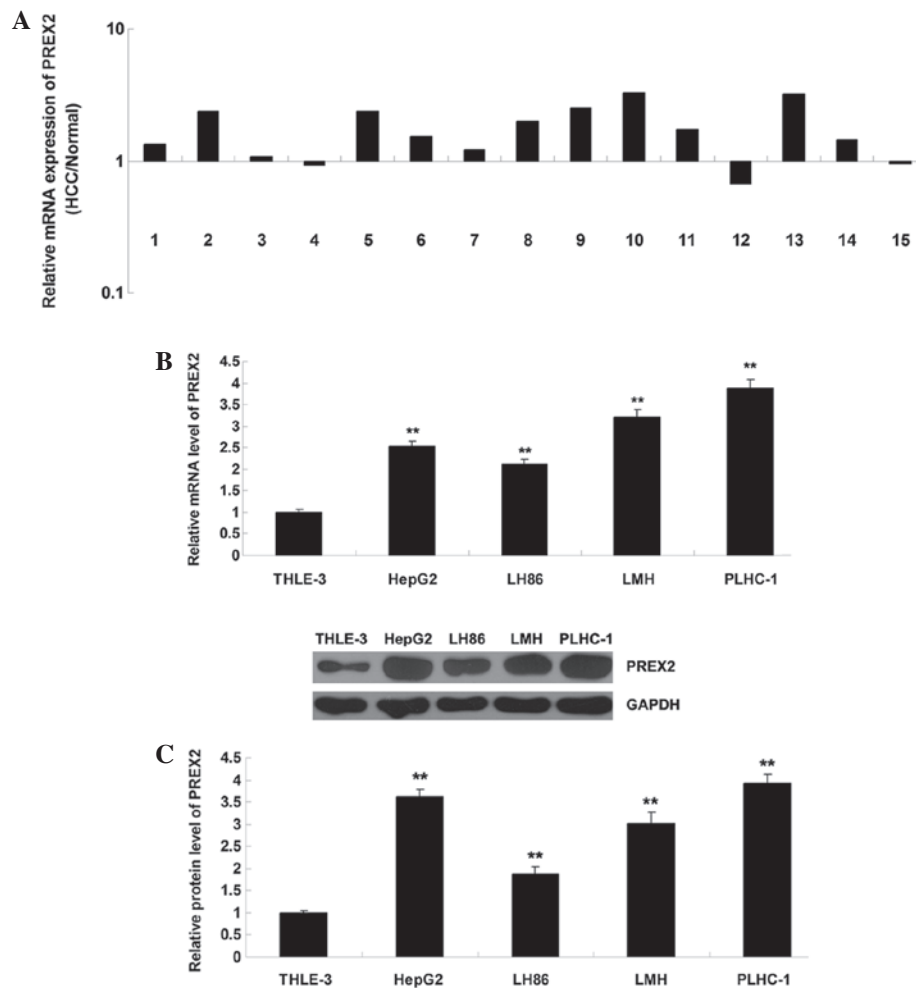 A
Relative mRNA expression of PREX2
(HCC/Normal)
10
1
0.1
1 2 3 4 5 6 7 8 9 10 11 12 13 14 15
B
Relative mRNA level of PREX2
4.5
4
3.5
3
2.5
2
1.5
1
0.5
0
** ** ** **
THLE-3 HepG2 LH86 LMH PLHC-1
THLE-3 HepG2 LH86 LMH PLHC-1
PREX2
GAPDH
C
Relative protein level of PREX2
4.5
4
3.5
3
2.5
2
1.5
1
0.5
0
** ** ** **
THLE-3 HepG2 LH86 LMH PLHC-1